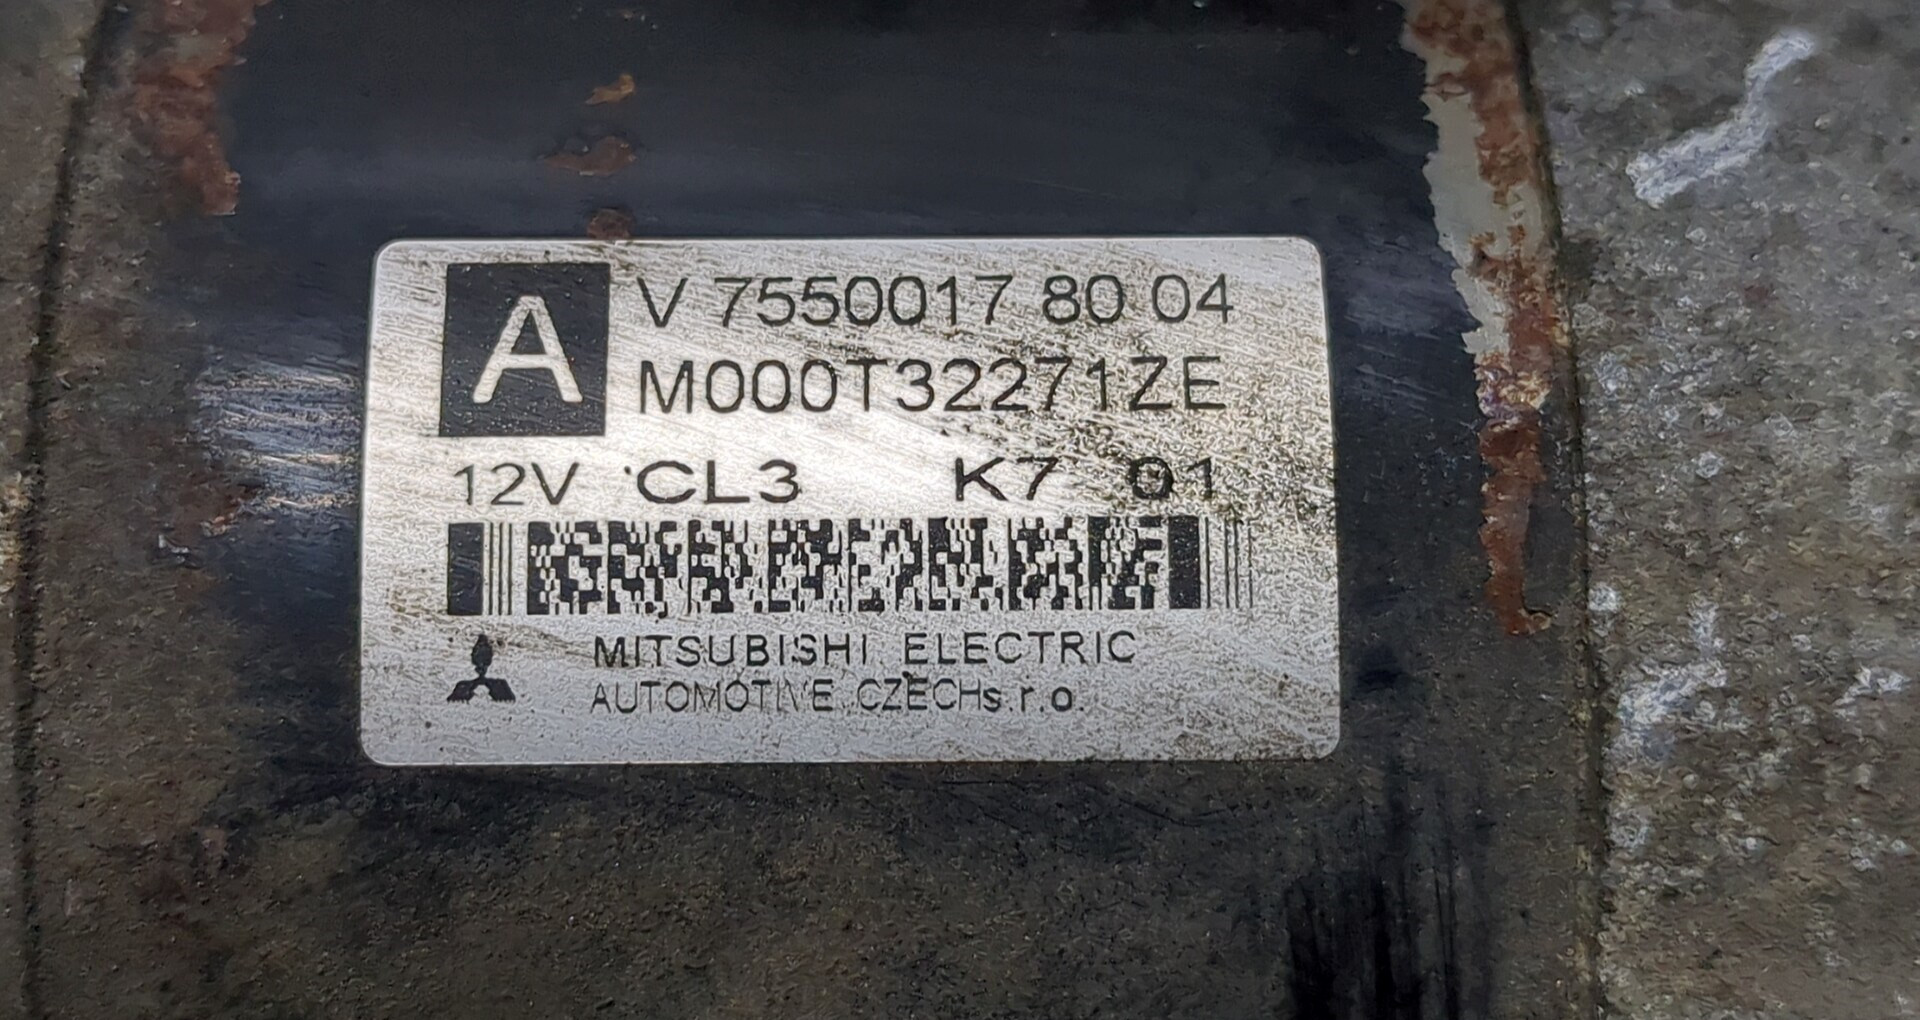 A
V 7550017 80 04
M000T32271ZE
12V CL3 K7 01
MITSUBISHI ELECTRIC
AUTOMOTIVE CZECH s.r.o.